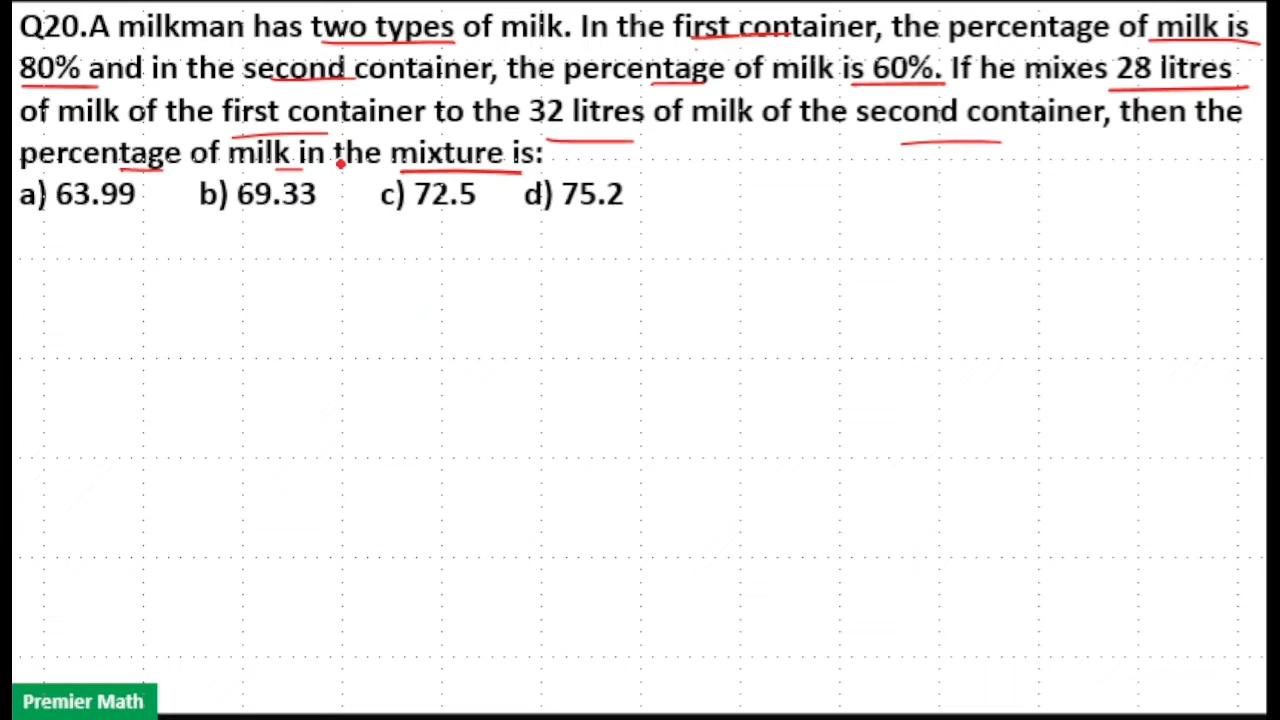 Q20.A milkman has two types of milk. In the first container, the percentage of milk is
80% and in the second container, the percentage of milk is 60%. If he mixes 28 litres
of milk of the first container to the 32 litres of milk of the second container, then the
percentage of milk in the mixture is:
a) 63.99 b) 69.33 c) 72.5 d) 75.2
Premier Math